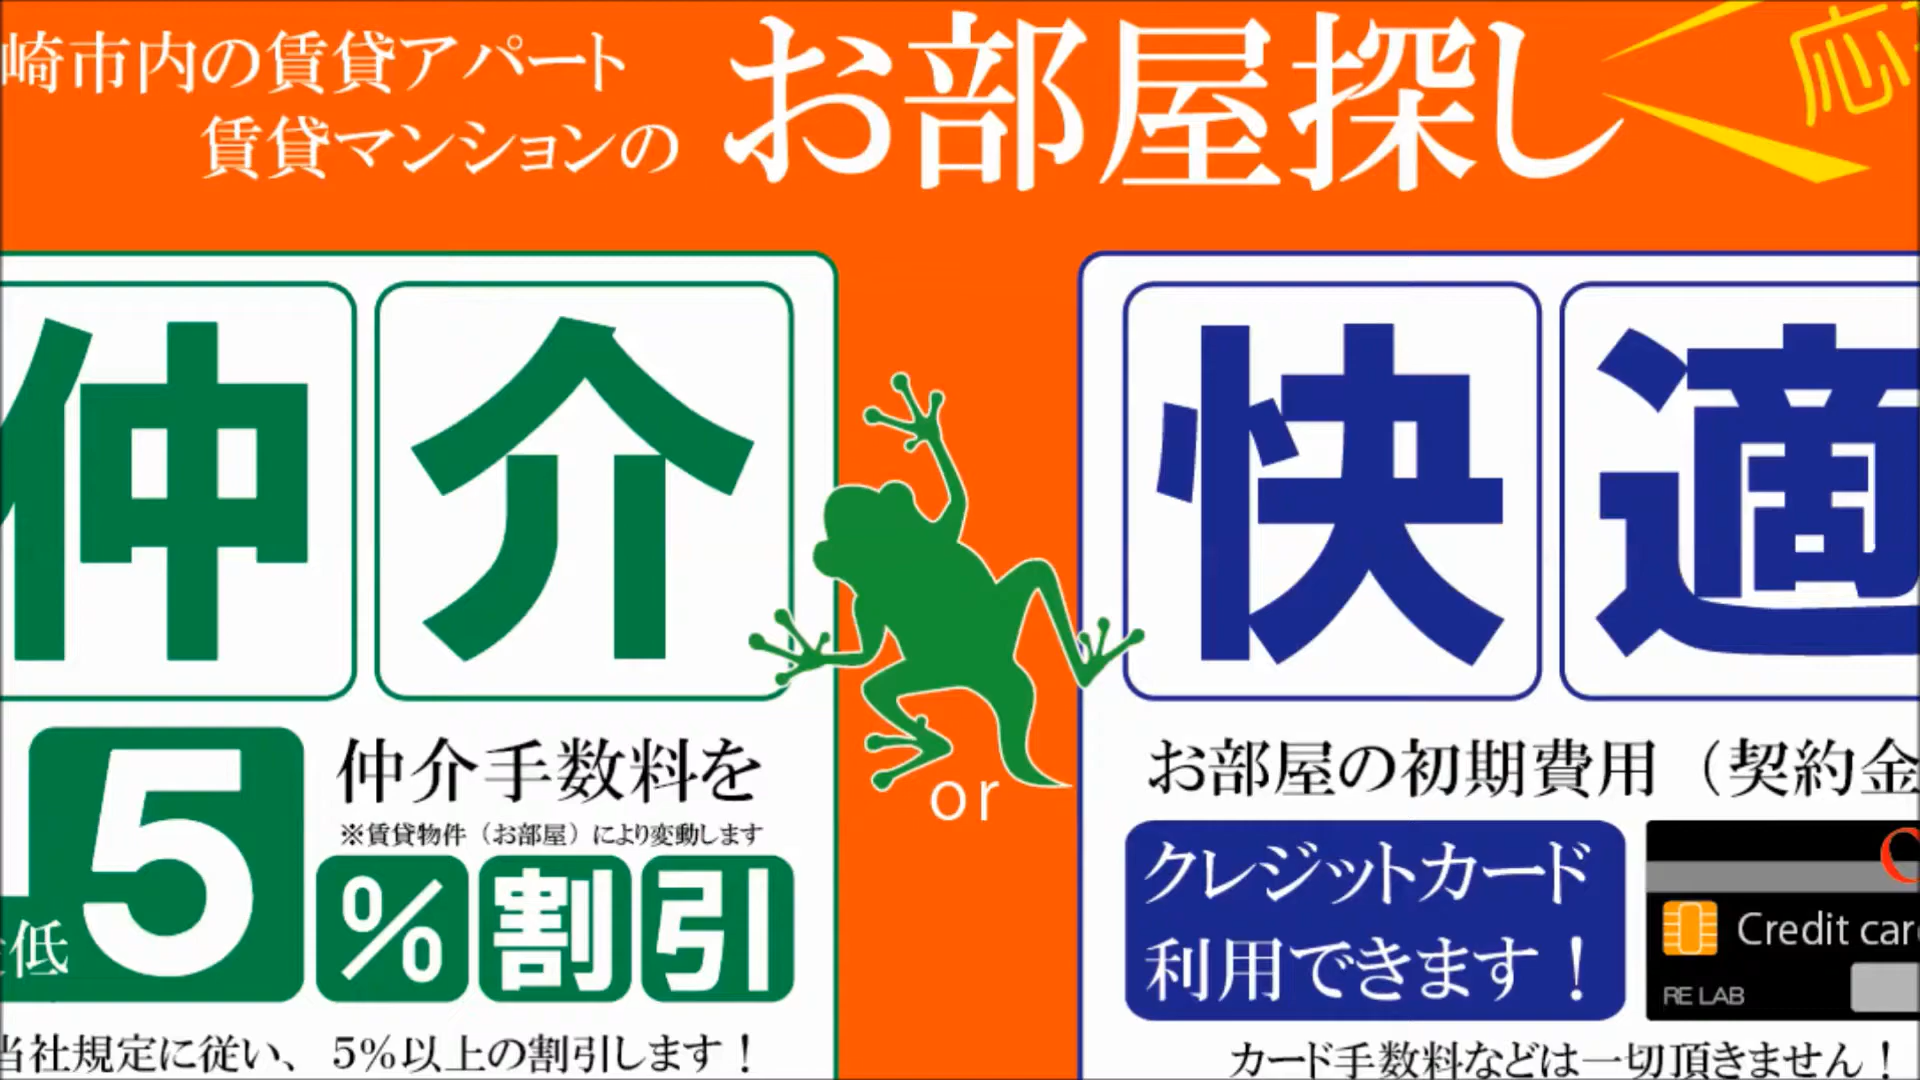 崎市内の賃貸アパート
賃貸マンションの
お部屋探し
応
仲介
快適
5
仲介手数料を
※賃貸物件（お部屋）により変動します
%割引
低
当社規定に従い、5%以上の割引します！
or
お部屋の初期費用（契約金
クレジットカード
利用できます！
Credit car
RE LAB
カード手数料などは一切頂きません！